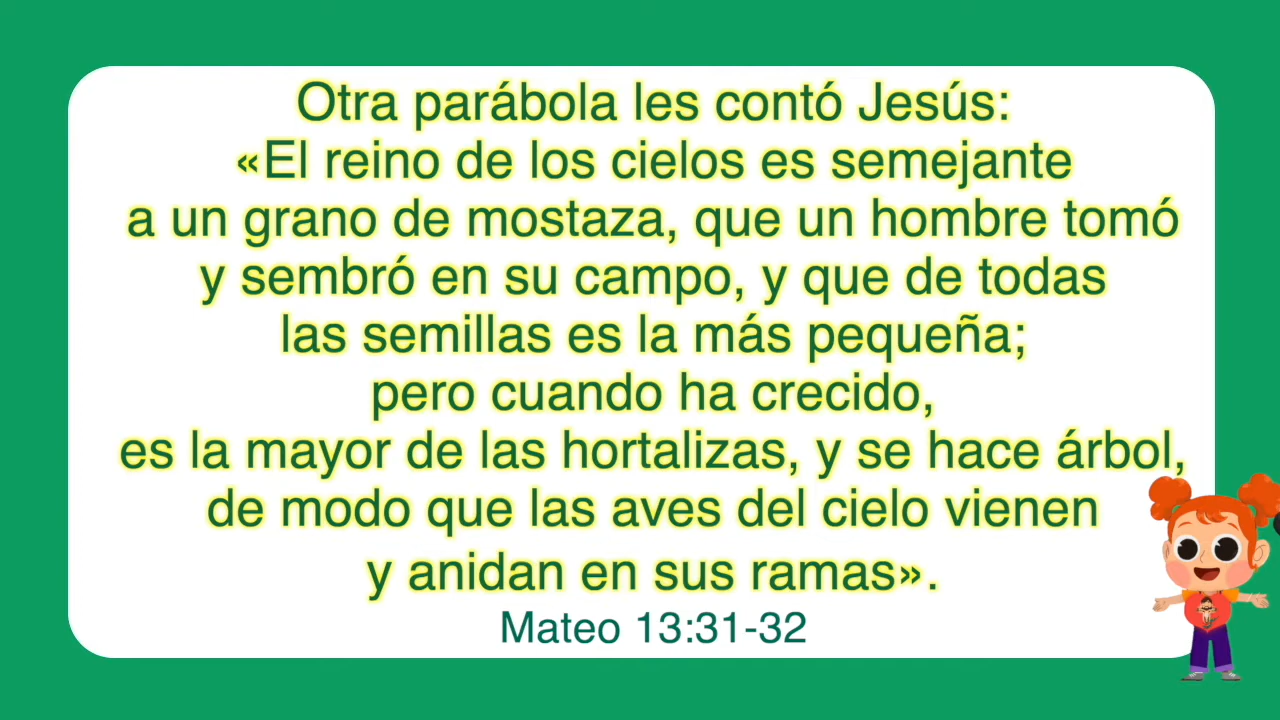 Otra parábola les contó Jesús:
«El reino de los cielos es semejante
a un grano de mostaza, que un hombre tomó
y sembró en su campo, y que de todas
las semillas es la más pequeña;
pero cuando ha crecido,
es la mayor de las hortalizas, y se hace árbol,
de modo que las aves del cielo vienen
y anidan en sus ramas».
Mateo 13:31-32